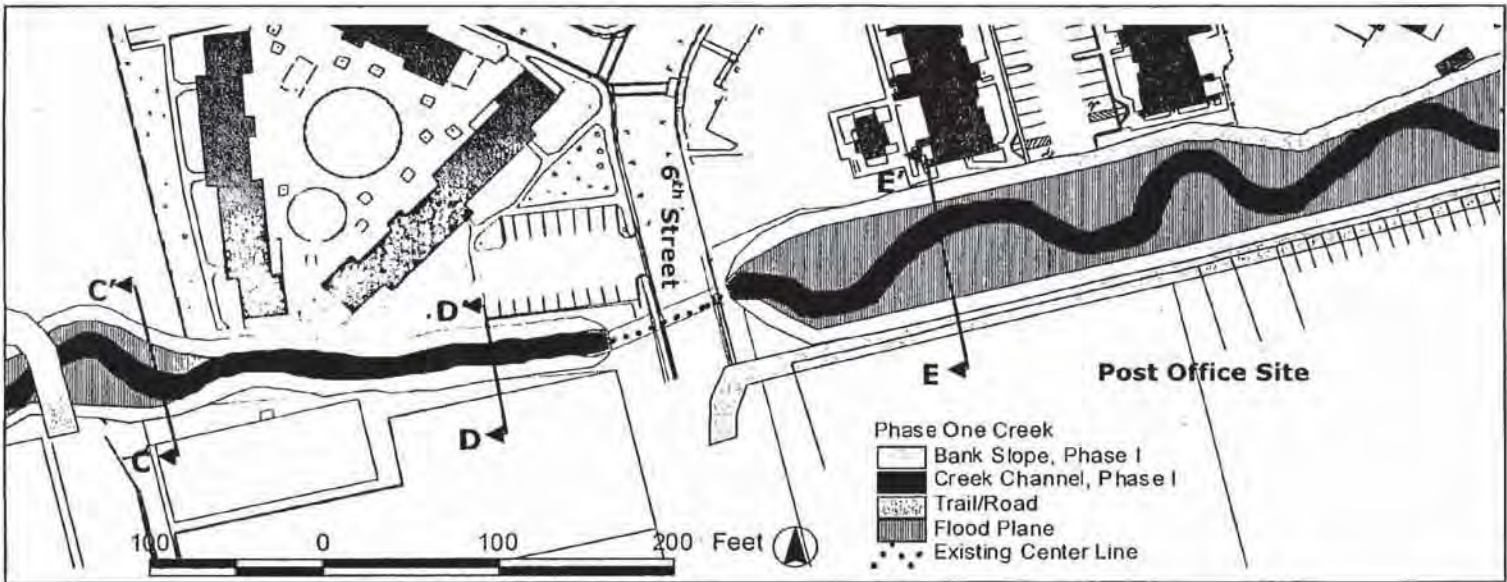 6th Street
E'
C'
D
C
D
E
Post Office Site
Phase One Creek
Bank Slope, Phase I
Creek Channel, Phase I
Trail/Road
Flood Plane
Existing Center Line
100 0 100 200 Feet